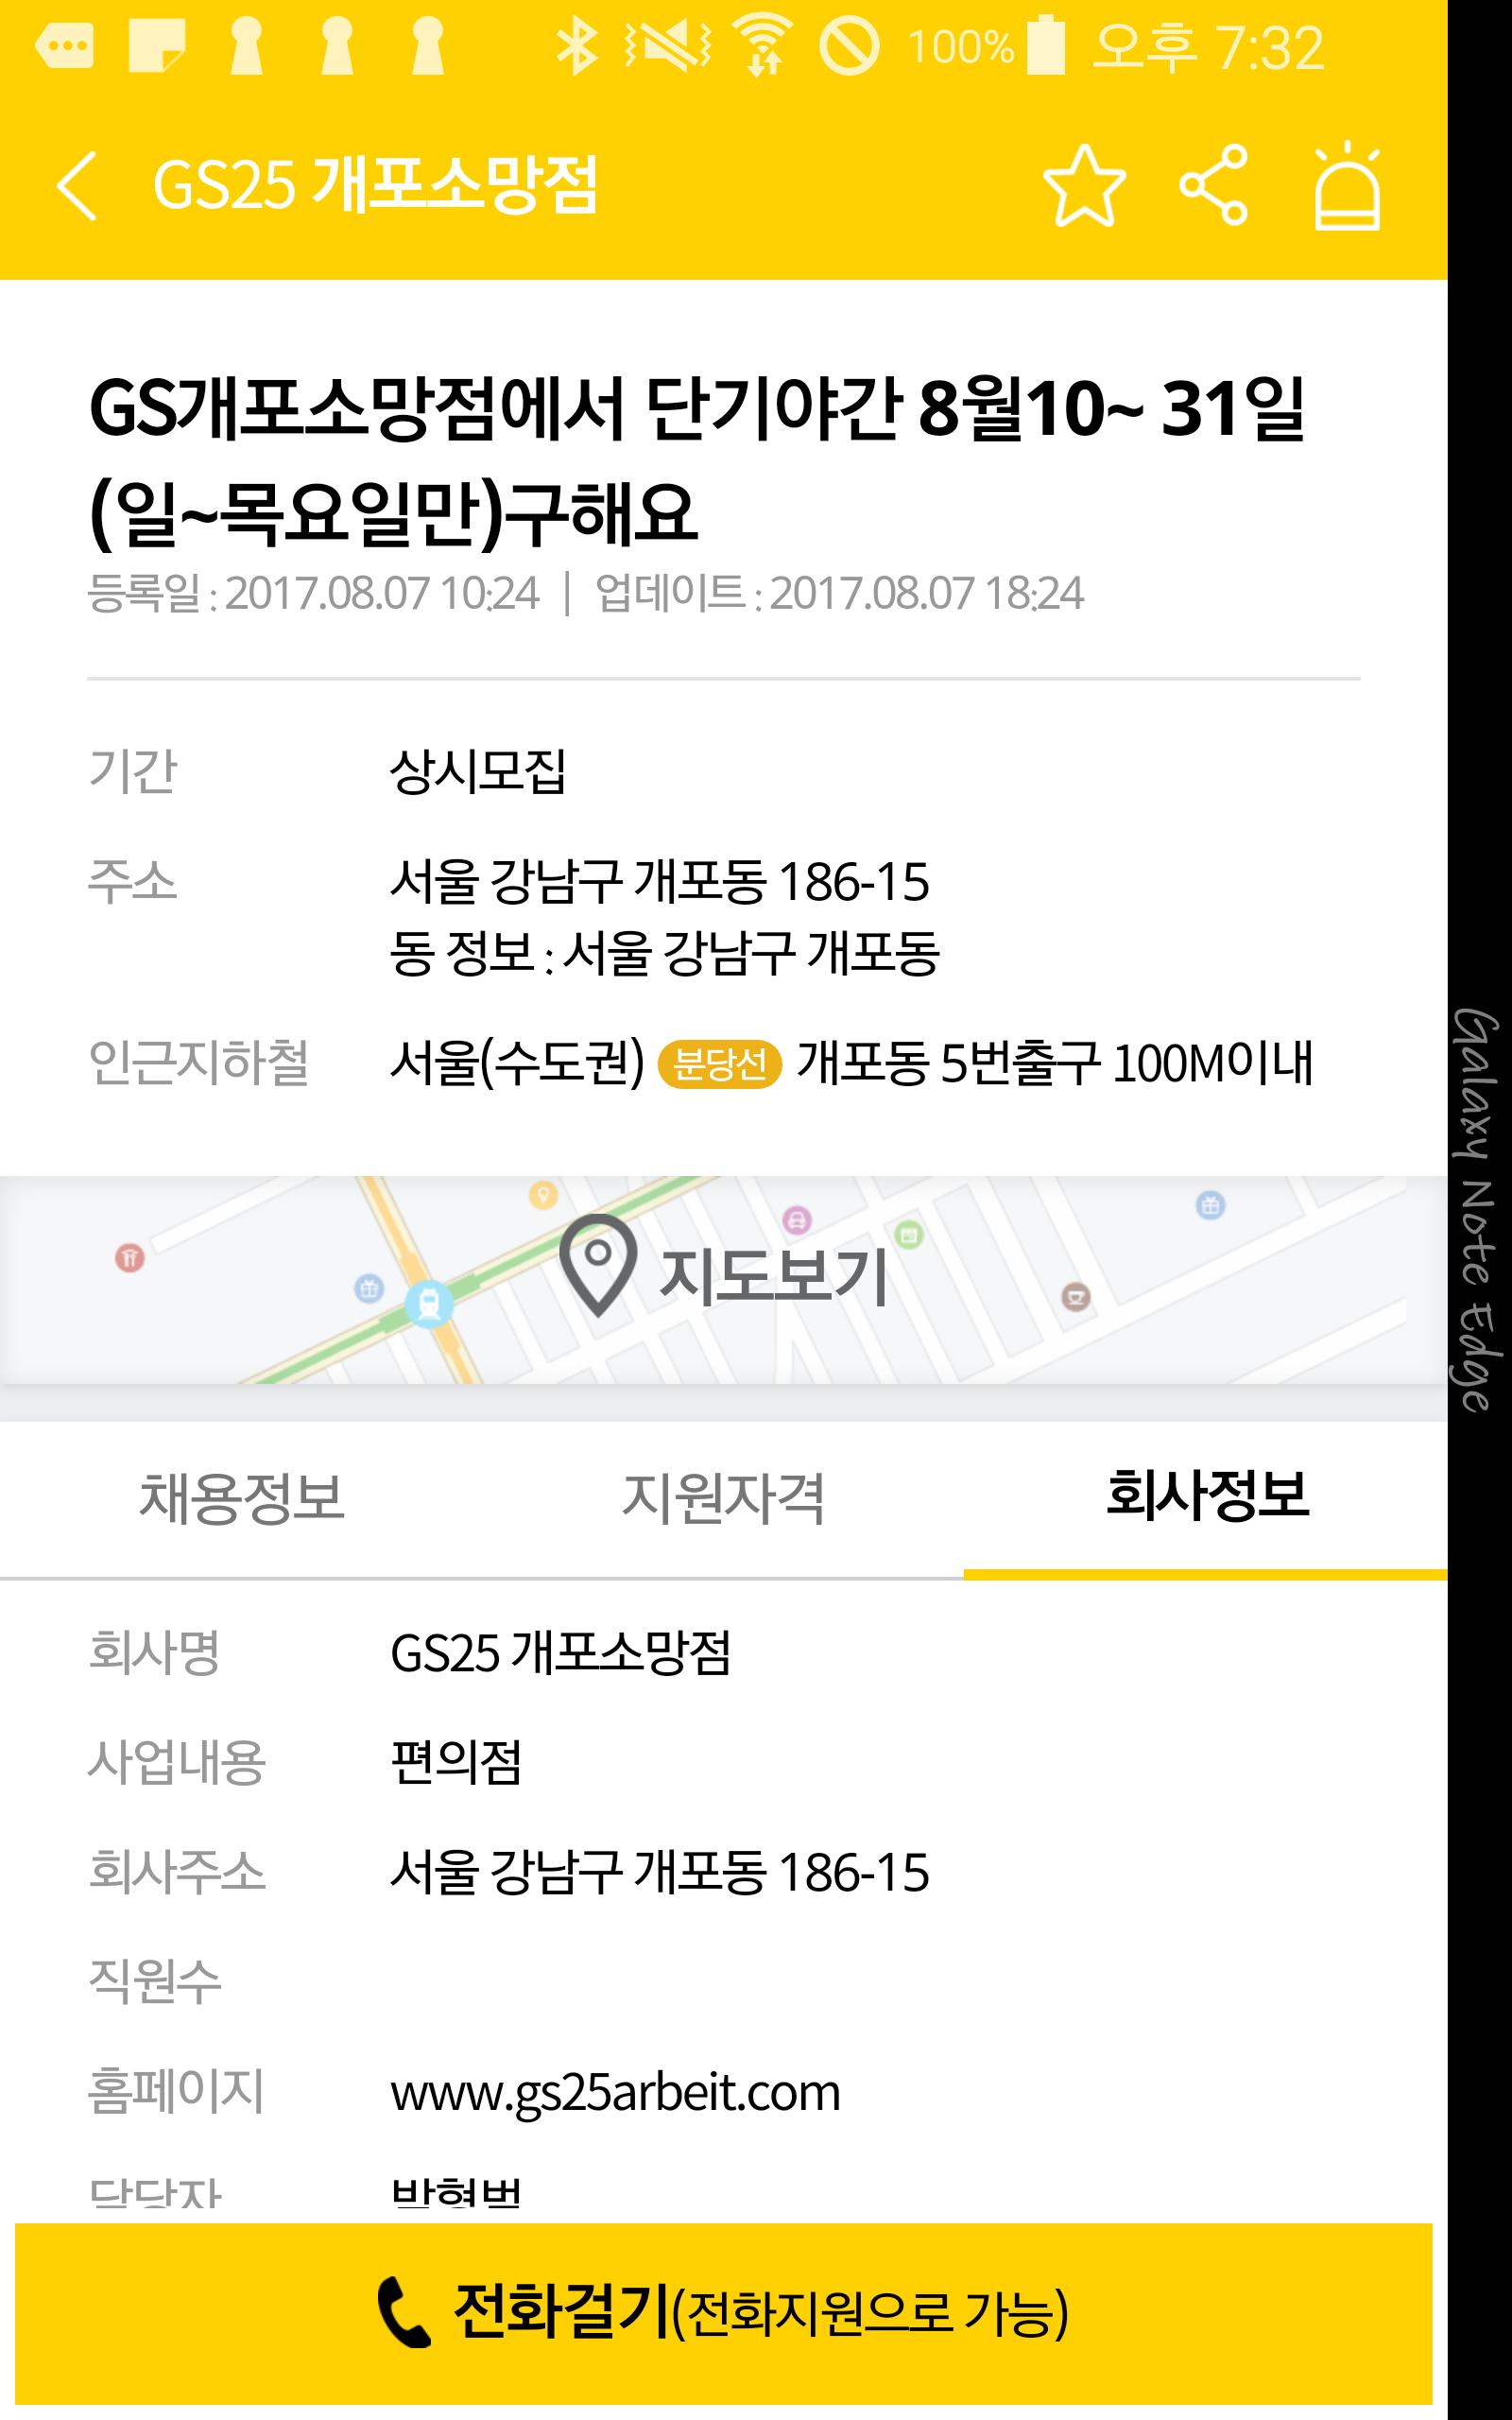 100% 오후 7:32
GS25 개포소망점
GS개포소망점에서 단기야간 8월10~ 31일
(일~목요일만)구해요
등록일 : 2017.08.07 10:24 | 업데이트 : 2017.08.07 18:24
기간 상시모집
주소 서울 강남구 개포동 186-15
동 정보 : 서울 강남구 개포동
인근지하철 서울(수도권) 분당선 개포동 5번출구 100M이내
지도보기
채용정보 지원자격 회사정보
회사명 GS25 개포소망점
사업내용 편의점
회사주소 서울 강남구 개포동 186-15
직원수
홈페이지 www.gs25arbeit.com
담당자
전화걸기(전화지원으로 가능)
Galaxy Note Edge